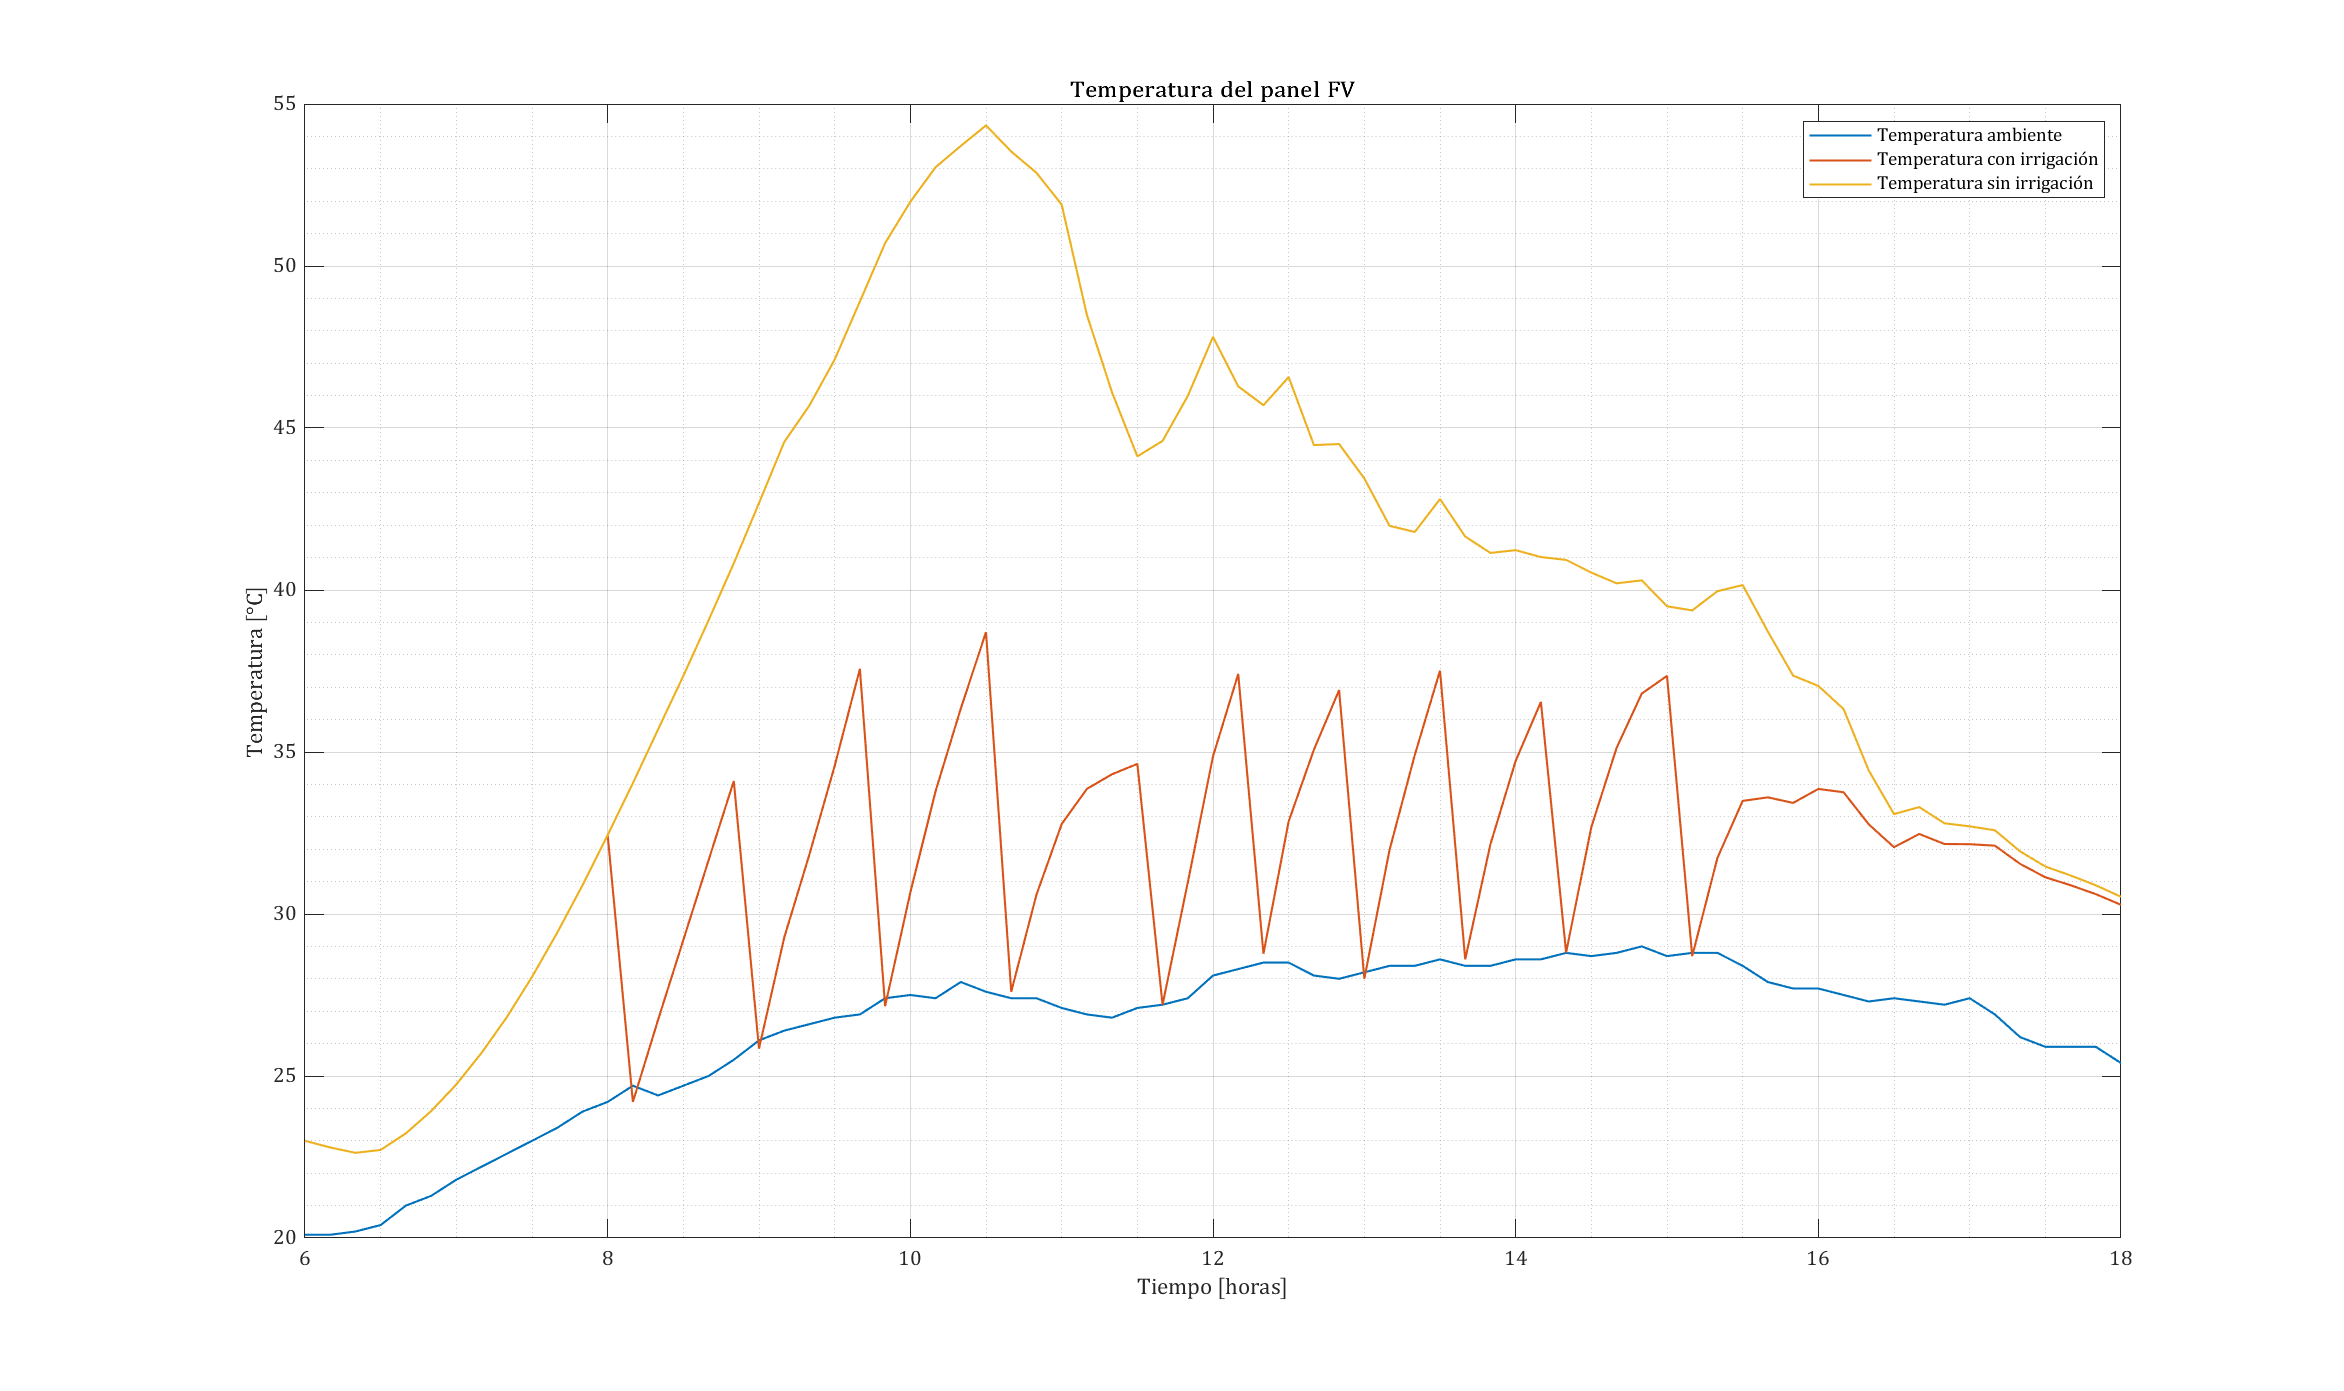 Temperatura del panel FV
55
50
45
40
35
30
25
20
Temperatura [°C]
Temperatura ambiente
Temperatura con irrigación
Temperatura sin irrigación
6 8 10 12 14 16 18
Tiempo [horas]